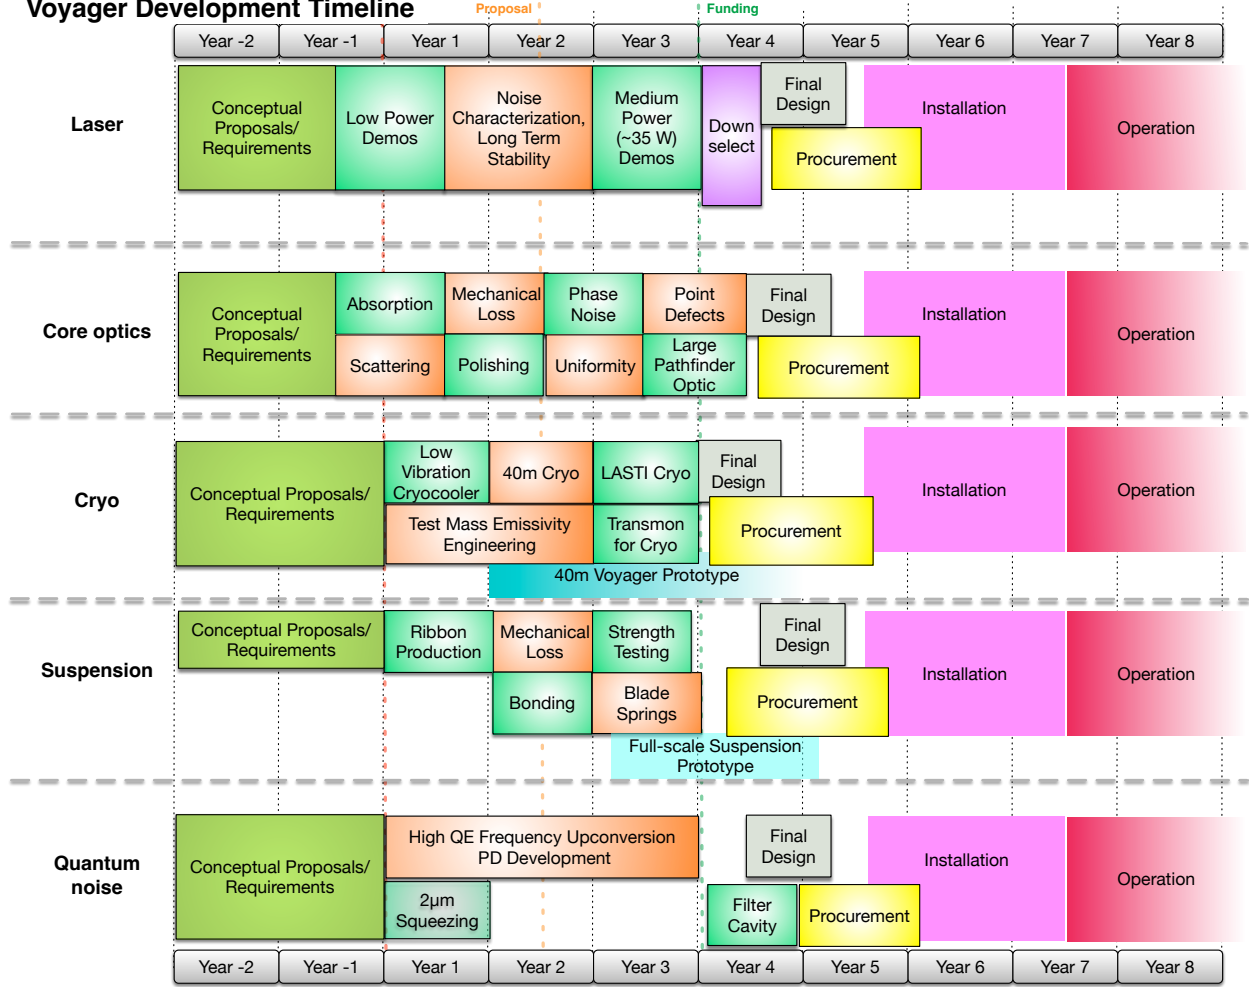 Voyager Development Timeline
Proposal
Funding
Year -2 Year -1 Year 1 Year 2 Year 3 Year 4 Year 5 Year 6 Year 7 Year 8
Laser
Conceptual
Proposals/
Requirements
Low Power
Demos
Noise
Characterization,
Long Term
Stability
Medium
Power
(~35 W)
Demos
Down
select
Final
Design
Procurement
Installation
Operation
Core optics
Conceptual
Proposals/
Requirements
Absorption
Scattering
Mechanical
Loss
Polishing
Phase
Noise
Uniformity
Point
Defects
Large
Pathfinder
Optic
Final
Design
Procurement
Installation
Operation
Cryo
Conceptual Proposals/
Requirements
Low
Vibration
Cryocooler
40m Cryo
LASTI Cryo
Test Mass Emissivity
Engineering
Transmon
for Cryo
Final
Design
Procurement
Installation
Operation
40m Voyager Prototype
Suspension
Conceptual Proposals/
Requirements
Ribbon
Production
Mechanical
Loss
Strength
Testing
Bonding
Blade
Springs
Final
Design
Procurement
Installation
Operation
Full-scale Suspension
Prototype
Quantum
noise
Conceptual Proposals/
Requirements
High QE Frequency Upconversion
PD Development
2µm
Squeezing
Final
Design
Filter
Cavity
Procurement
Installation
Operation
Year -2 Year -1 Year 1 Year 2 Year 3 Year 4 Year 5 Year 6 Year 7 Year 8